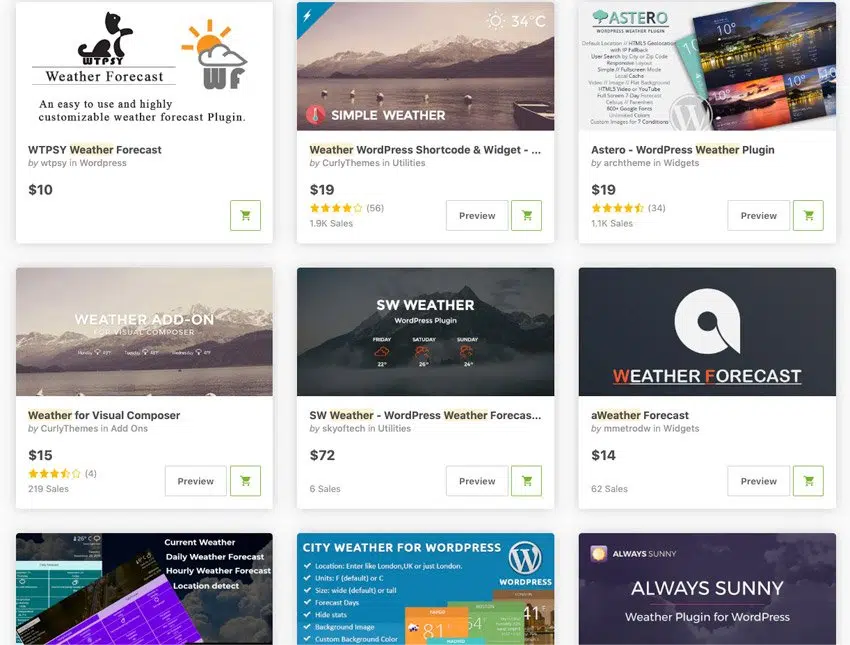 WTPSY
Weather Forecast
WF
An easy to use and highly
customizable weather forecast Plugin.
WTPSY Weather Forecast
by wtpsy in Wordpress
$10
34°C
SIMPLE WEATHER
Weather WordPress Shortcode & Widget - ...
by CurlyThemes in Utilities
$19
(56)
1.9K Sales
Preview
ASTERO
WORDPRESS WEATHER PLUGIN
Default Location // HTML5 Geolocation
with IP Fallback
User Search by City or Zip Code
Responsive Layout
Simple // Fullscreen Mode
Local Cache
Video // Image // Flat Background
HTML5 Video or YouTube
Full Screen 7 Day Forecast
Celsius // Farenheit
800+ Google Fonts
Unlimited Colors
Custom Images for 7 Conditions
10°
10°
10°
Astero - WordPress Weather Plugin
by archtheme in Widgets
$19
(34)
1.1K Sales
Preview
WEATHER ADD-ON
FOR VISUAL COMPOSER
Monday
Tuesday
Wednesday
Weather for Visual Composer
by CurlyThemes in Add Ons
$15
(4)
219 Sales
Preview
SW WEATHER
WordPress Plugin
FRIDAY SATUDAY SUNDAY
22° 26° 24°
SW Weather - WordPress Weather Forecas...
by skyoftech in Utilities
$72
6 Sales
Preview
WEATHER FORECAST
aWeather Forecast
by mmetrodw in Widgets
$14
62 Sales
Preview
26°C
Current Weather
Daily Weather Forecast
Hourly Weather Forecast
Location detect
CITY WEATHER FOR WORDPRESS
Location: Enter like London,UK or just London.
Units: F (default) or C
Size: wide (default) or tall
Forecast Days
Hide stats
Background Image
Custom Background Color
WORDPRESS
LONDON
BOSTON
41°F
54°
81°
MADRID
ALWAYS SUNNY
ALWAYS SUNNY
Weather Plugin for WordPress